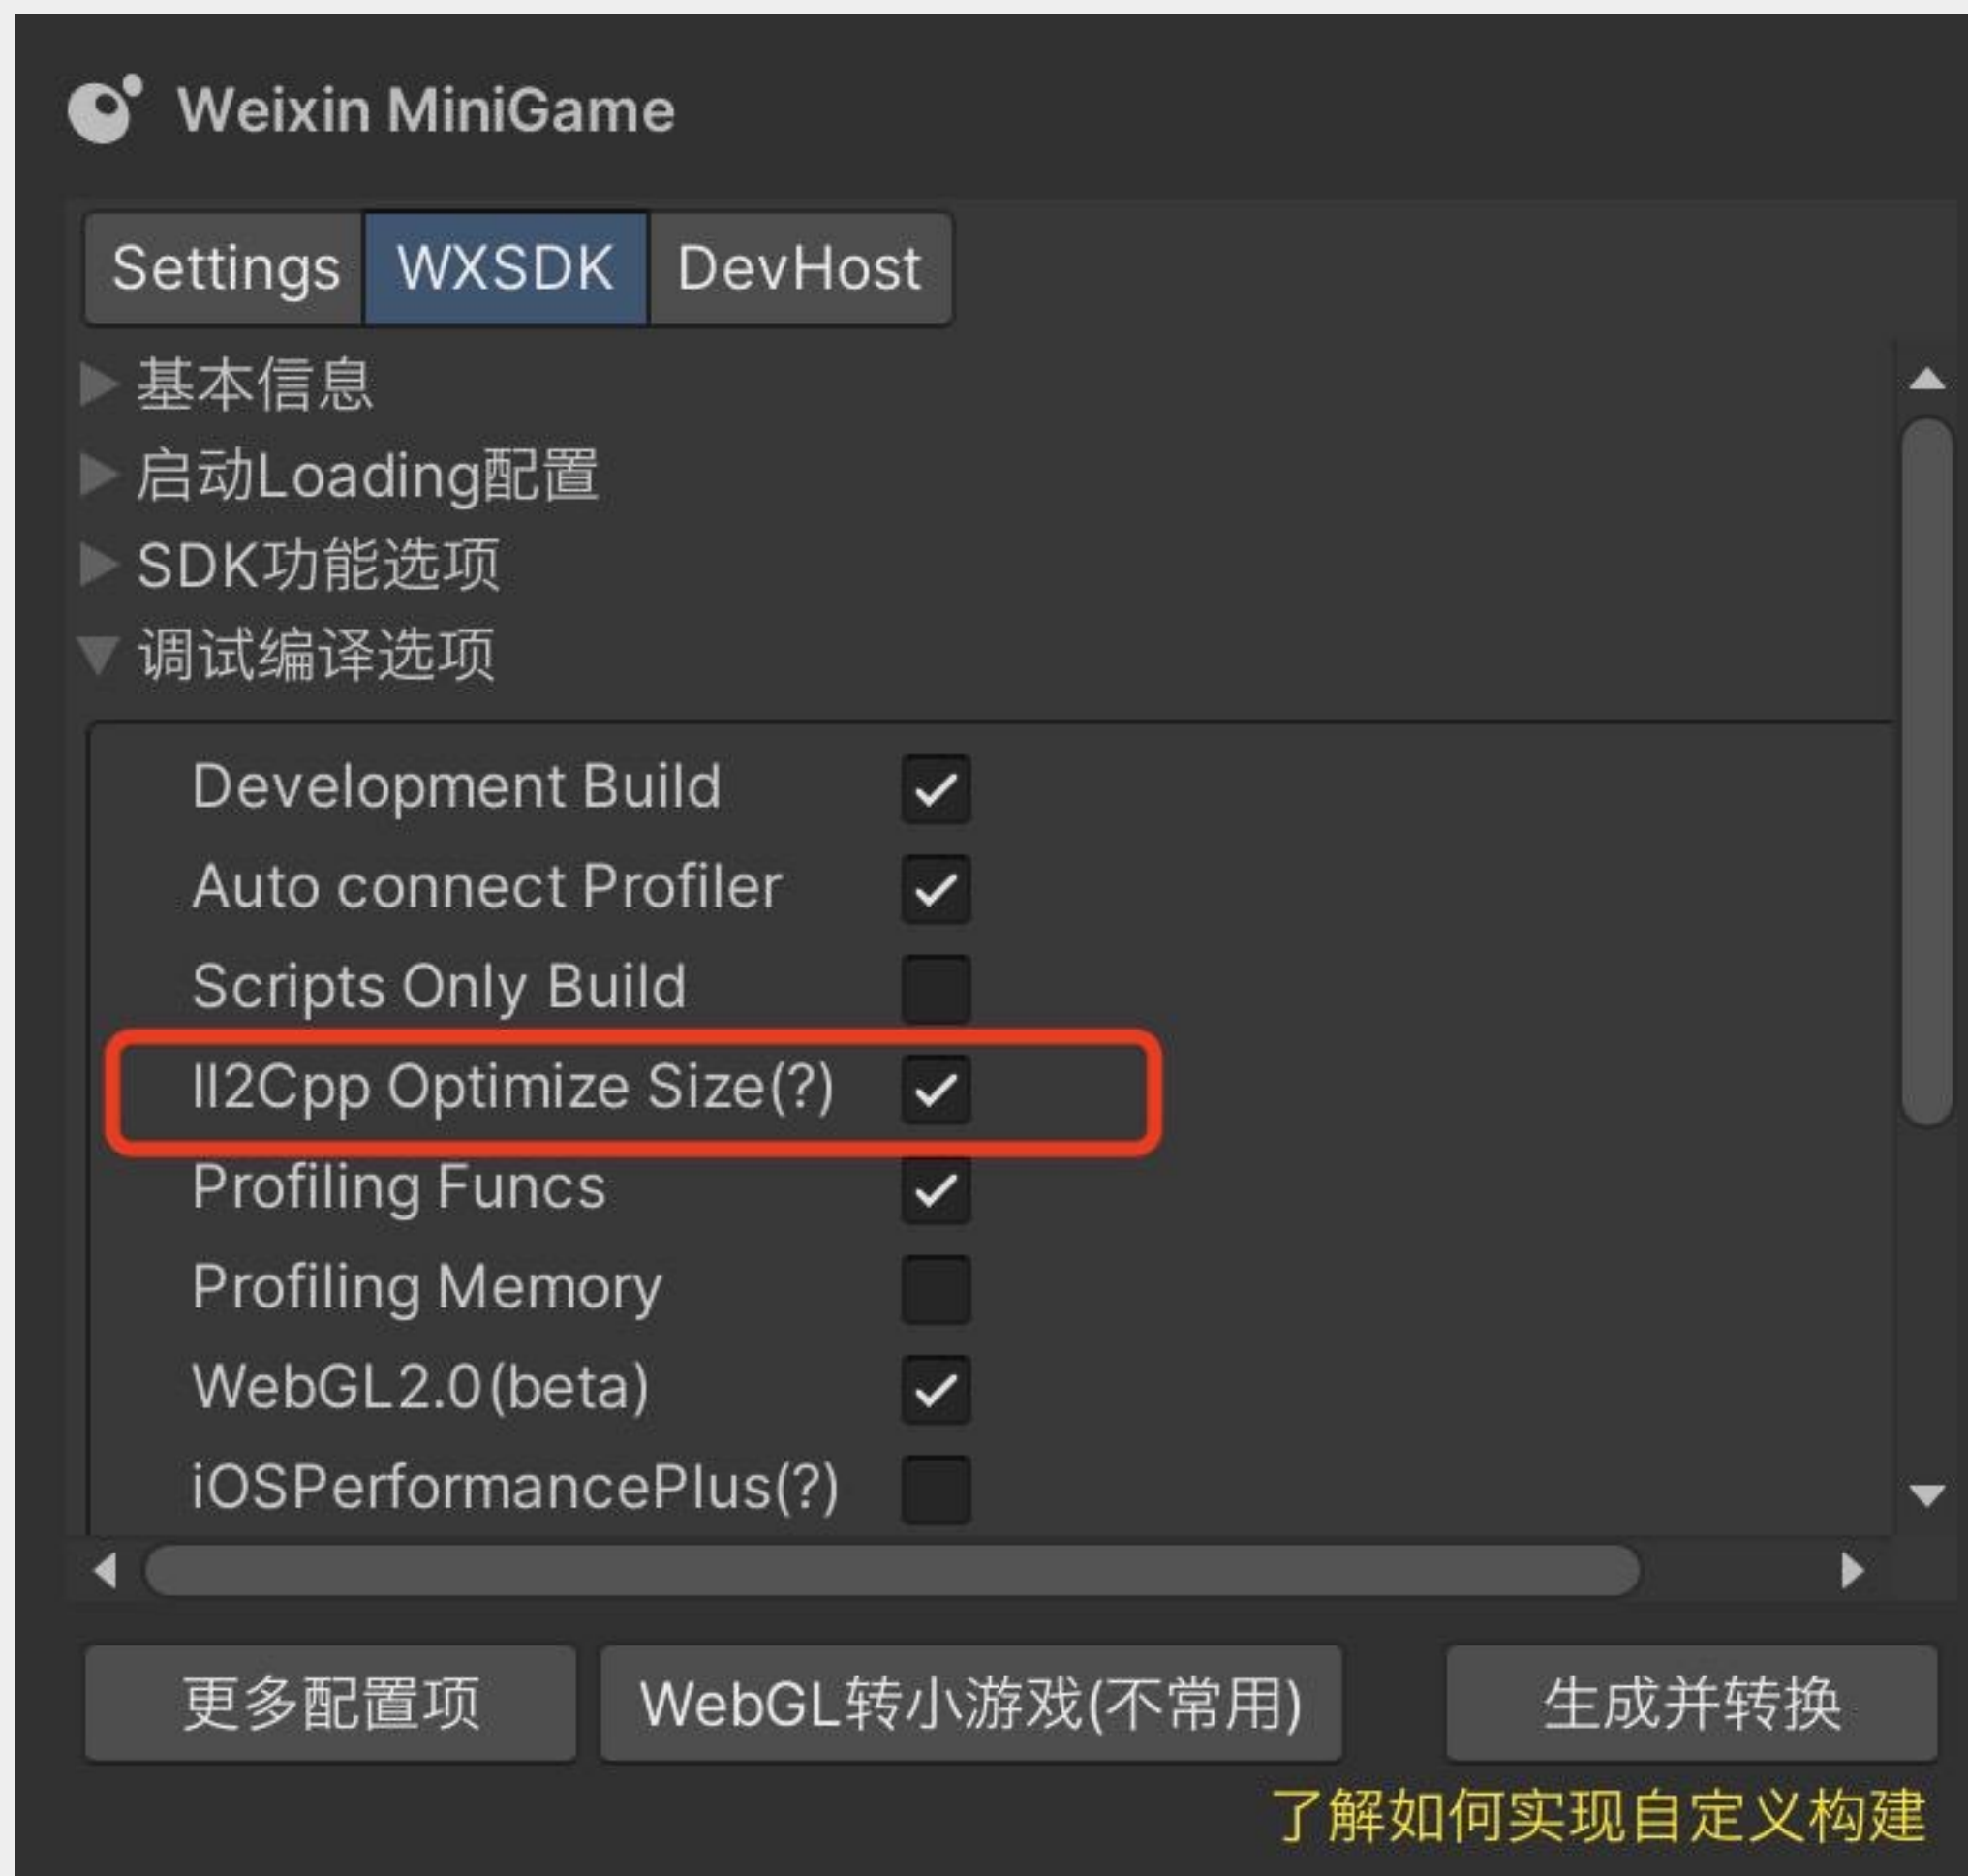 Weixin MiniGame
Settings WXSDK DevHost
基本信息
启动Loading配置
SDK功能选项
调试编译选项
Development Build
Auto connect Profiler
Scripts Only Build
Il2Cpp Optimize Size(?)
Profiling Funcs
Profiling Memory
WebGL2.0(beta)
iOSPerformancePlus(?)
更多配置项 WebGL转小游戏(不常用) 生成并转换
了解如何实现自定义构建